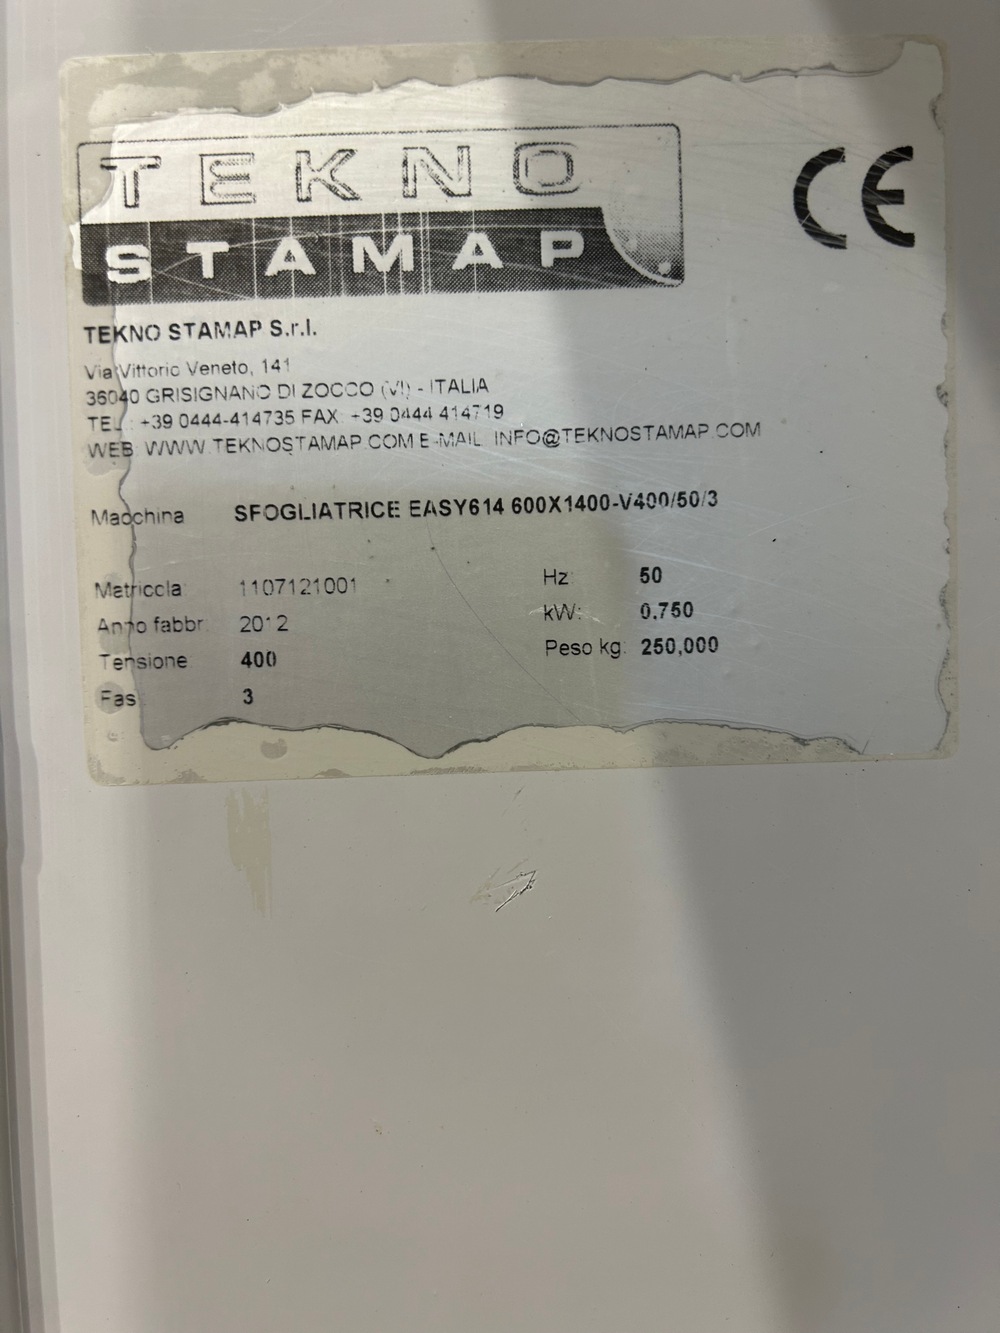 TEKNO
STAMAP
CE
TEKNO STAMAP S.r.l.
Via Vittorio Veneto, 141
36040 GRISIGNANO DI ZOCCO (VI) - ITALIA
TEL.: +39 0444-414735 FAX: +39 0444 414719
WEB: WWW.TEKNOSTAMAP.COM E-MAIL: INFO@TEKNOSTAMAP.COM
Macchina SFOGLIATRICE EASY614 600X1400-V400/50/3
Matricola: 1107121001 Hz: 50
Anno fabbr. 2012 kW: 0,750
Tensione 400 Peso kg: 250,000
Fasi 3